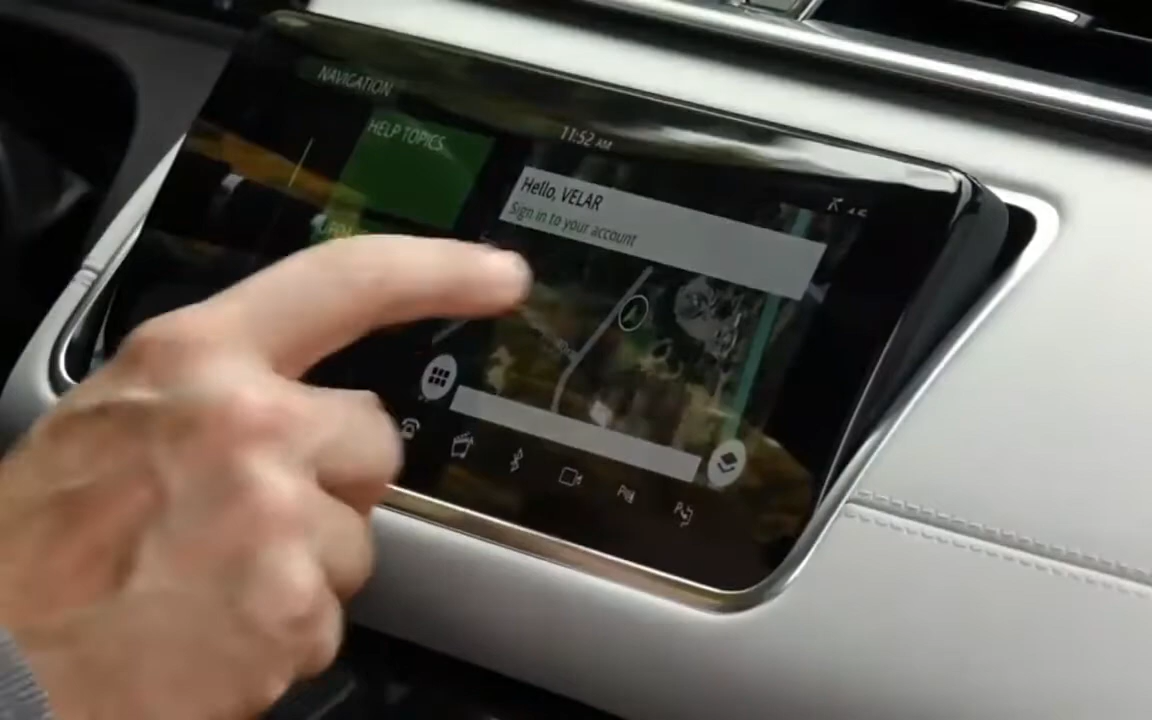 NAVIGATION
HELP TOPICS
11:52 AM
Hello, VELAR
Sign in to your account